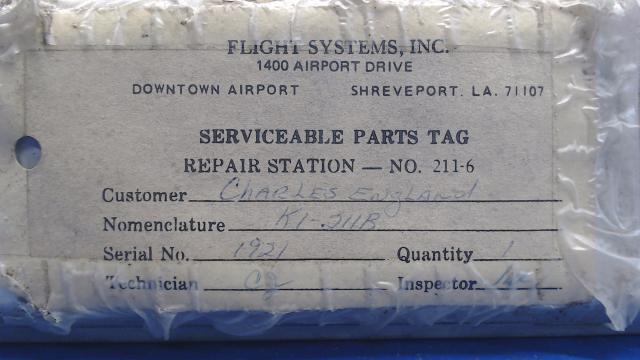 FLIGHT SYSTEMS, INC.
1400 AIRPORT DRIVE
DOWNTOWN AIRPORT SHREVEPORT. LA. 71107
SERVICEABLE PARTS TAG
REPAIR STATION — NO. 211-6
Customer CHARLES ENGLAND
Nomenclature KI-211B
Serial No. 1921 Quantity 1
Technician Inspector